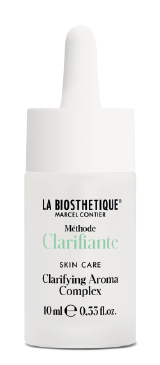 LA BIOSTHETIQUE®
MARCEL CONTIER
Méthode
Clarifiante
SKIN CARE
Clarifying Aroma
Complex
10 ml ℮ 0,33 fl.oz.